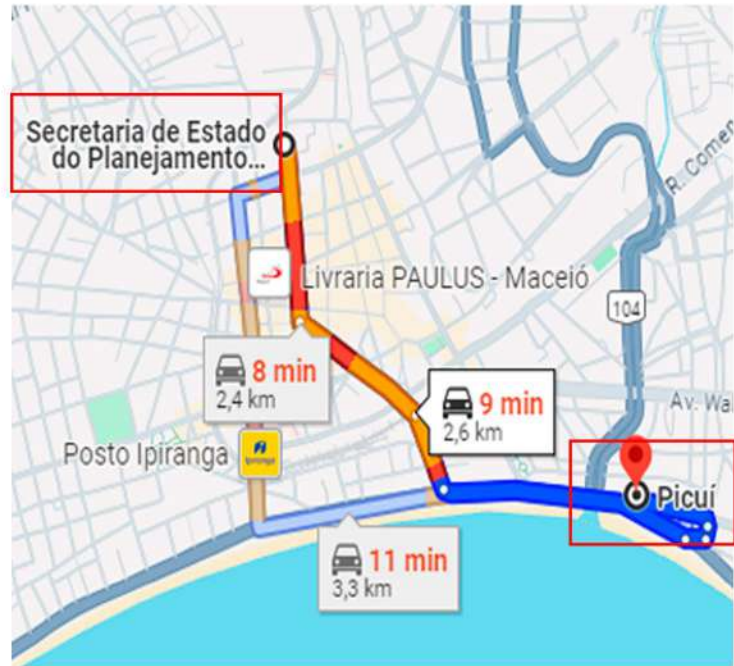 Secretaria de Estado
do Planejamento...
R. Comen
Livraria PAULUS - Maceió
104
8 min
2,4 km
9 min
2,6 km
Av. Wal
Posto Ipiranga
Ipiranga
Picuí
11 min
3,3 km